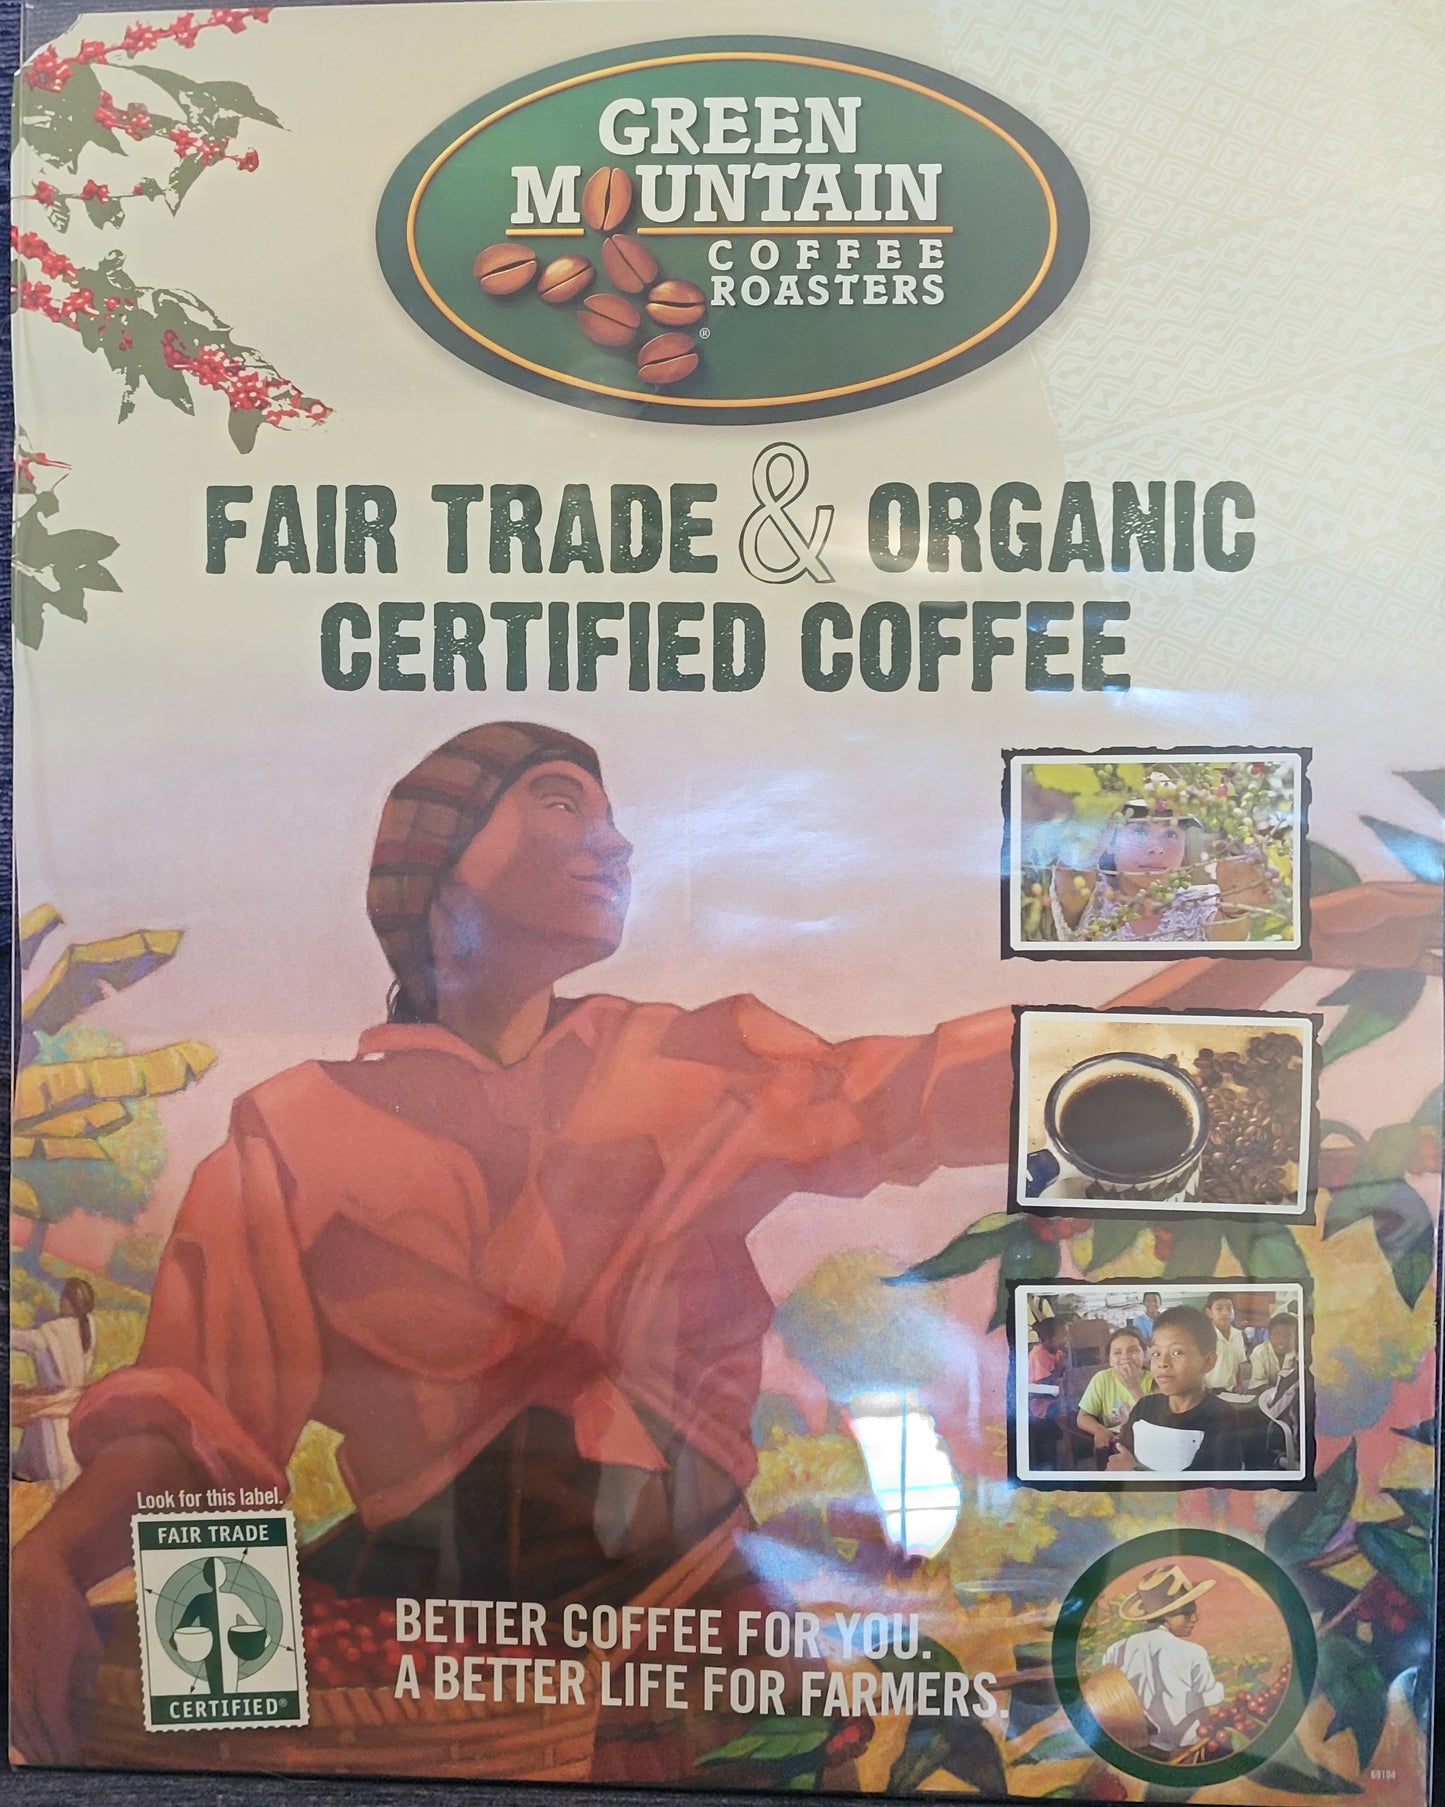 GREEN
MOUNTAIN
COFFEE
ROASTERS
®
FAIR TRADE & ORGANIC
CERTIFIED COFFEE
Look for this label.
FAIR TRADE
CERTIFIED®
BETTER COFFEE FOR YOU.
A BETTER LIFE FOR FARMERS.
69104